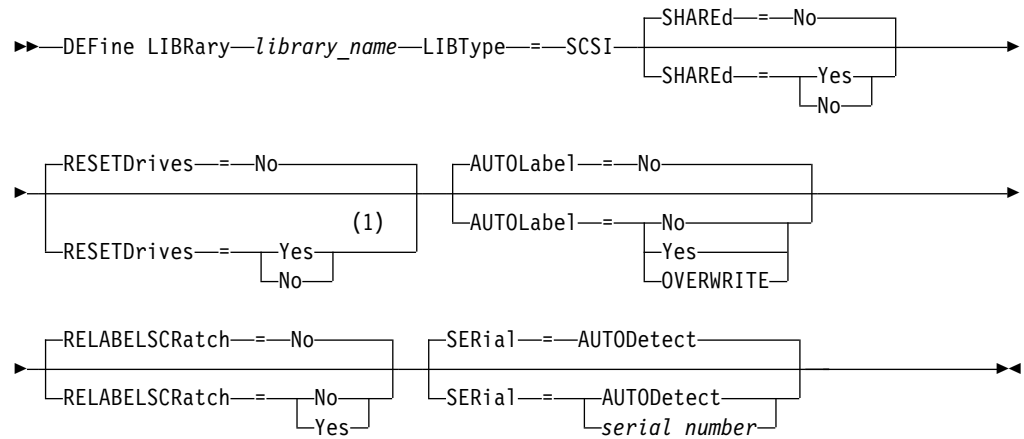 SHAREd = No
DEFine LIBRary library_name LIBType = SCSI
SHAREd = Yes
No
RESETDrives = No AUTOLabel = No
(1)
RESETDrives = Yes AUTOLabel = No
No Yes
OVERWRITE
RELABELSCRatch = No SERial = AUTODetect
RELABELSCRatch = No SERial = AUTODetect
Yes serial number